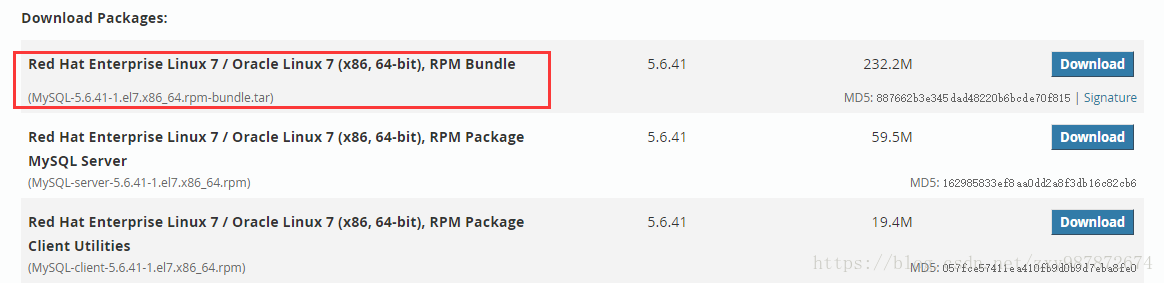 Download Packages:
Red Hat Enterprise Linux 7 / Oracle Linux 7 (x86, 64-bit), RPM Bundle 5.6.41 232.2M Download
(MySQL-5.6.41-1.el7.x86_64.rpm-bundle.tar) MD5: 887662b3e345dad48220b6bcde70f815 | Signature
Red Hat Enterprise Linux 7 / Oracle Linux 7 (x86, 64-bit), RPM Package 5.6.41 59.5M Download
MySQL Server
(MySQL-server-5.6.41-1.el7.x86_64.rpm) MD5: 162985833ef8aa0dd2a8f3db16c82cb6
Red Hat Enterprise Linux 7 / Oracle Linux 7 (x86, 64-bit), RPM Package 5.6.41 19.4M Download
Client Utilities
(MySQL-client-5.6.41-1.el7.x86_64.rpm) MD5: 057fce57411ea410fb9d0b9d7eba8fe0
https://blog.csdn.net/zxy987872674